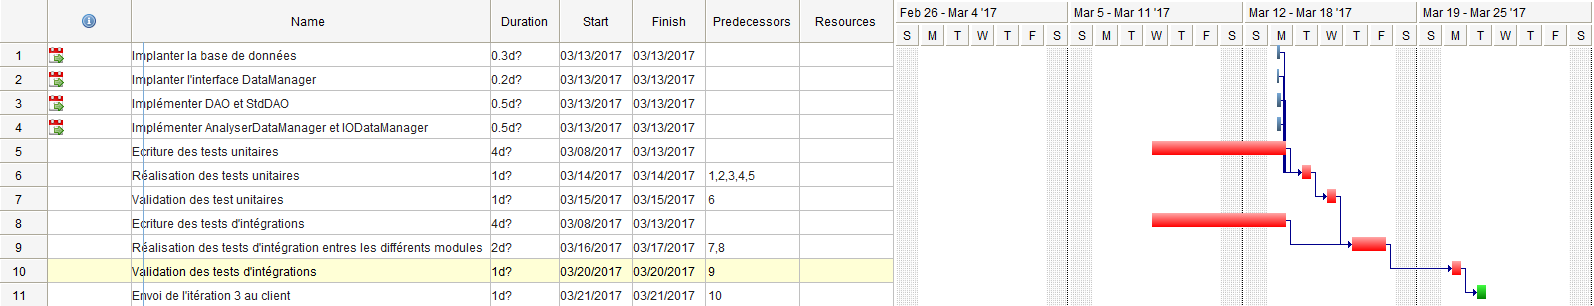 Name Duration Start Finish Predecessors Resources Feb 26 - Mar 4 '17 Mar 5 - Mar 11 '17 Mar 12 - Mar 18 '17 Mar 19 - Mar 25 '17
S M T W T F S S M T W T F S S M T W T F S S M T W T F S
1 Implanter la base de données 0.3d? 03/13/2017 03/13/2017
2 Implanter l'interface DataManager 0.2d? 03/13/2017 03/13/2017
3 Implémenter DAO et StdDAO 0.5d? 03/13/2017 03/13/2017
4 Implémenter AnalyserDataManager et IODataManager 0.5d? 03/13/2017 03/13/2017
5 Ecriture des tests unitaires 4d? 03/08/2017 03/13/2017
6 Réalisation des tests unitaires 1d? 03/14/2017 03/14/2017 1,2,3,4,5
7 Validation des test unitaires 1d? 03/15/2017 03/15/2017 6
8 Ecriture des tests d'intégrations 4d? 03/08/2017 03/13/2017
9 Réalisation des tests d'intégration entres les différents modules 2d? 03/16/2017 03/17/2017 7,8
10 Validation des tests d'intégrations 1d? 03/20/2017 03/20/2017 9
11 Envoi de l'itération 3 au client 1d? 03/21/2017 03/21/2017 10